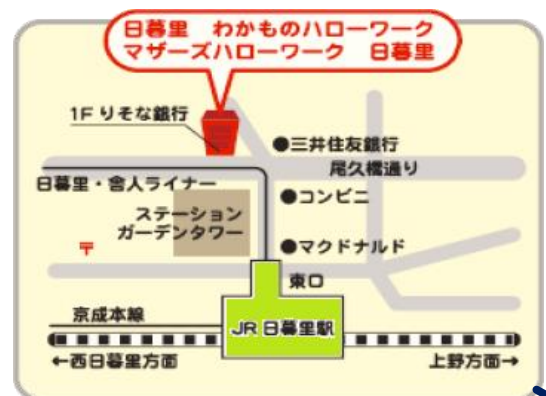 日暮里　わかものハローワーク
マザーズハローワーク　日暮里
1F りそな銀行
●三井住友銀行
尾久橋通り
日暮里・舎人ライナー
●コンビニ
ステーション
ガーデンタワー
〒
●マクドナルド
東口
京成本線
JR 日暮里駅
←西日暮里方面
上野方面→